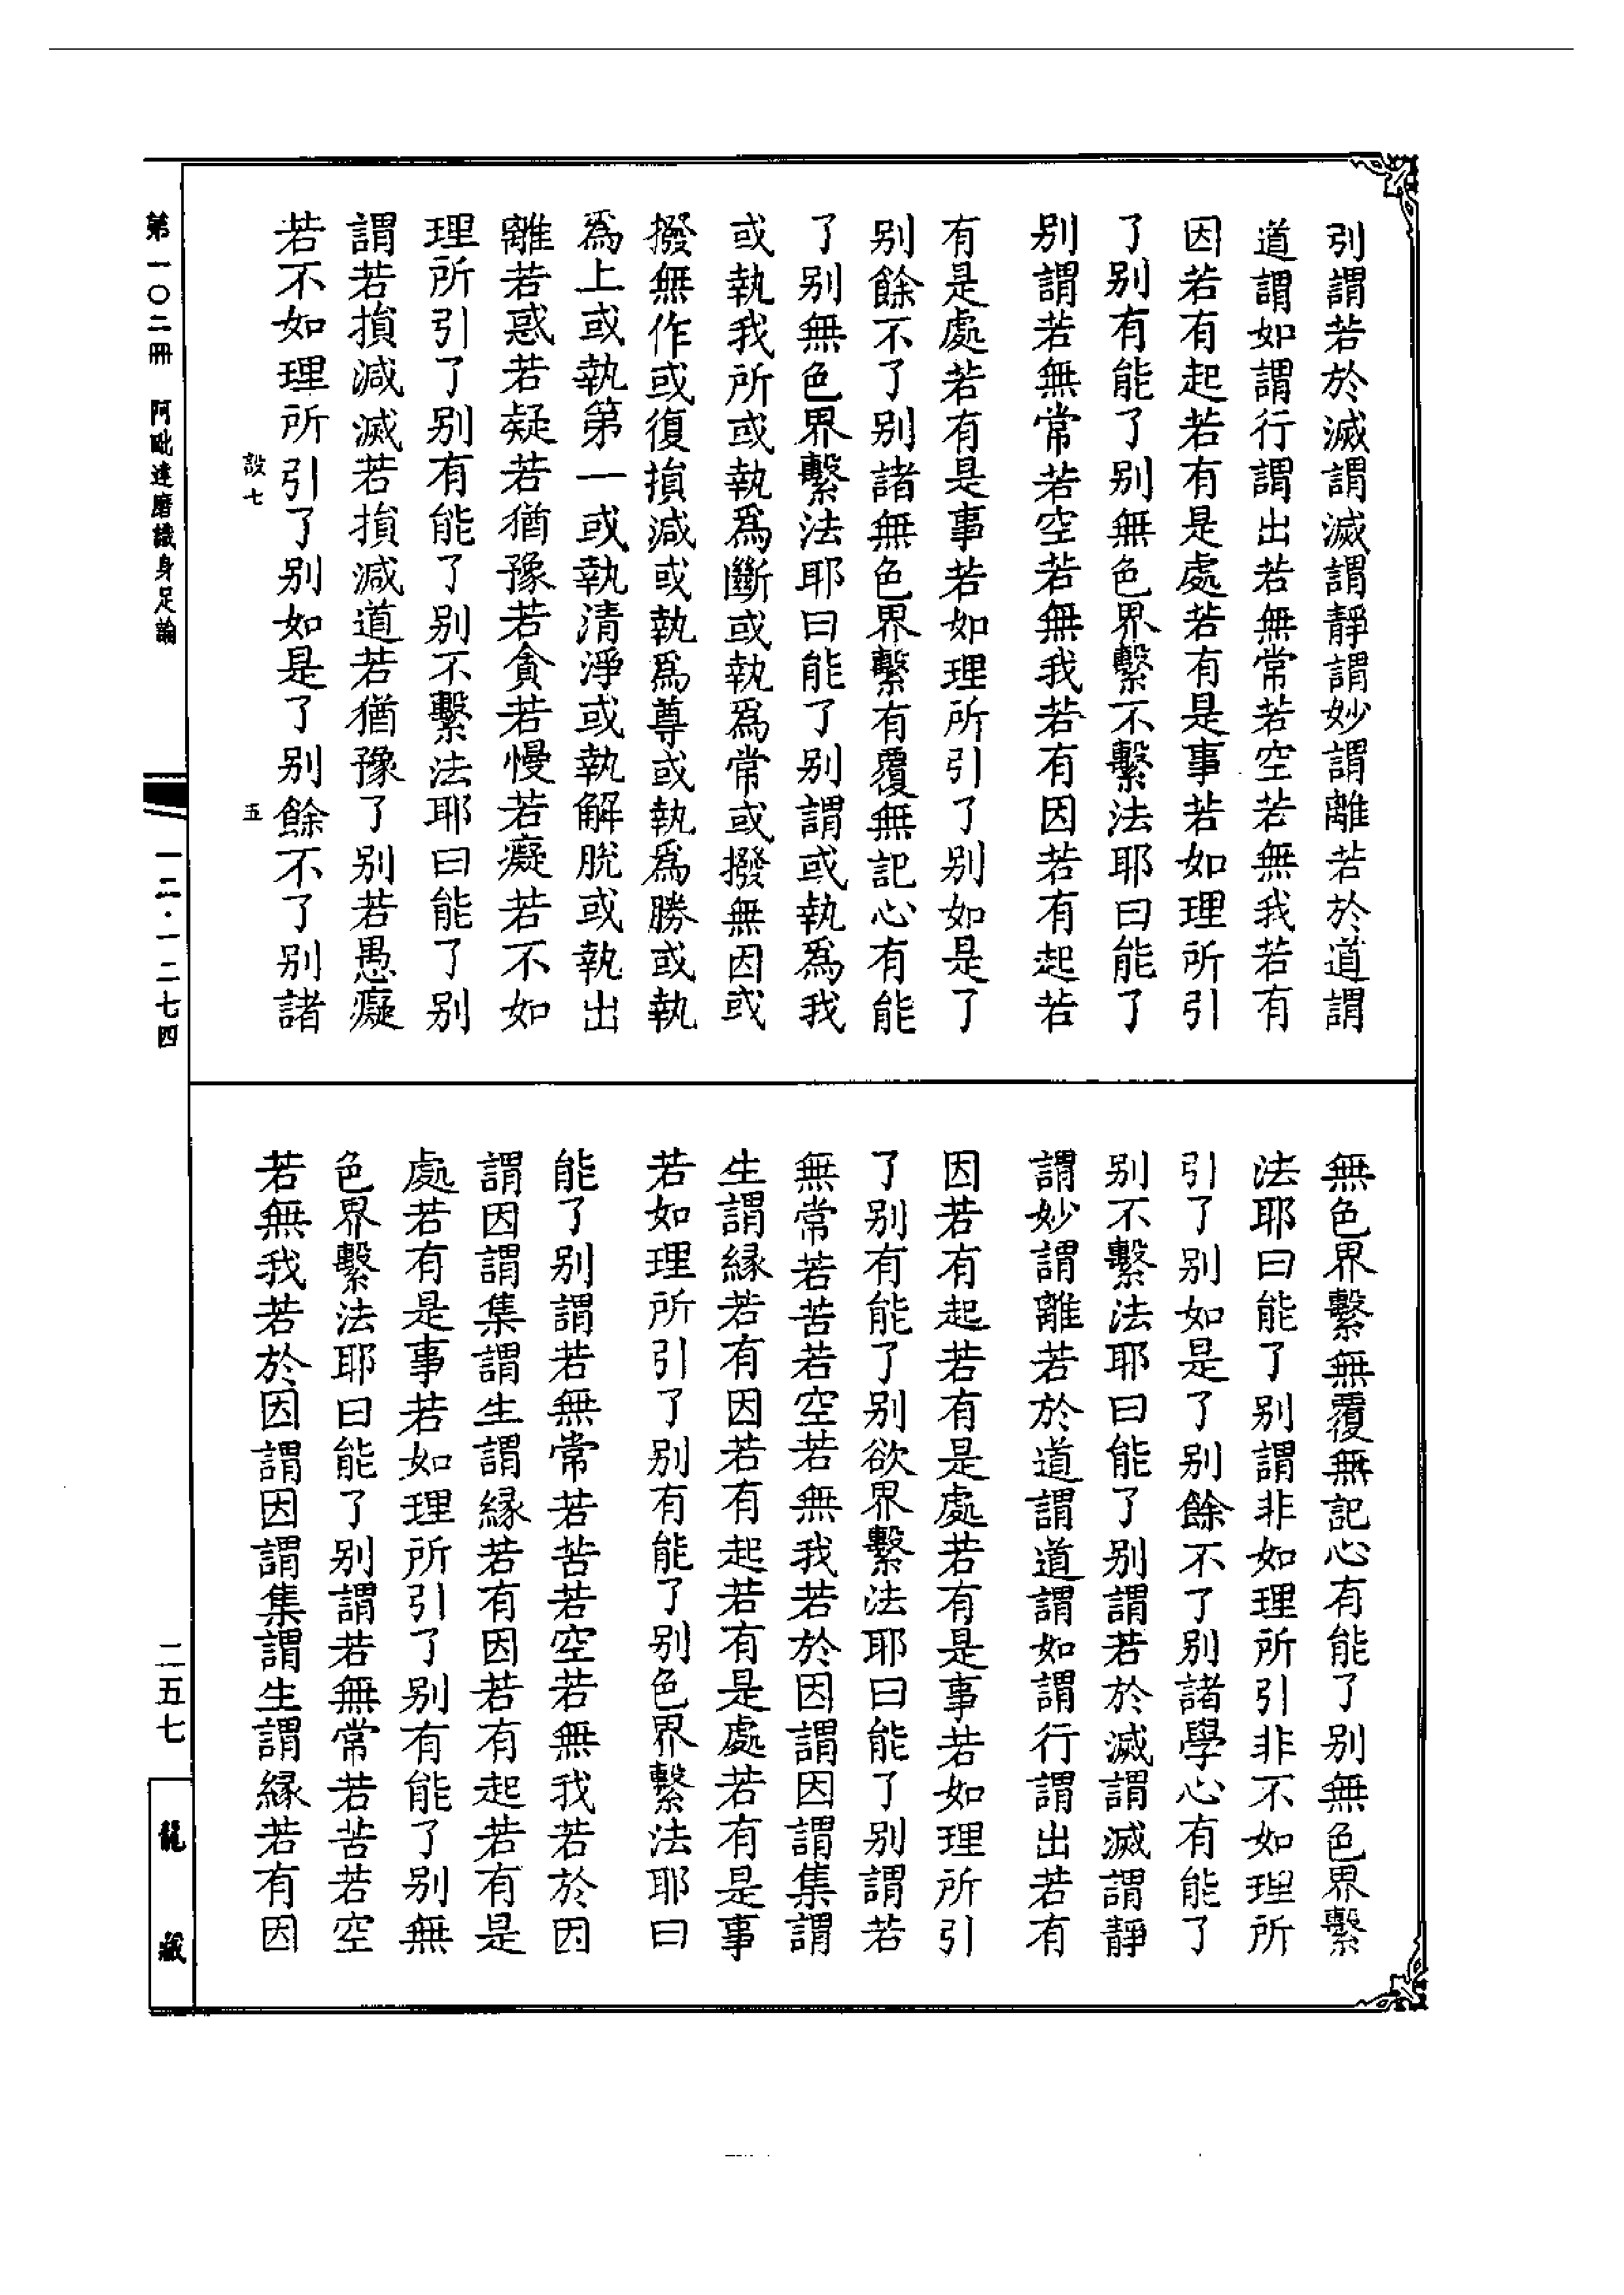 別謂若於滅謂滅謂靜謂妙謂離若於道謂
道謂如謂行謂出若無常若空若無我若有
因若有起若有是處若有是事若如理所引
了別有能了別無色界繫不繫法耶曰能了
別謂若無常若空若無我若有因若有起若
有是處若有是事若如理所引了別如是了
別餘不了別諸無色界繫有覆無記心有能
了別無色界繫法耶曰能了別謂或執為我
或執我所或執為斷或執為常或撥無因或
撥無作或復損減或執為尊或執為勝或執
為上或執第一或執清淨或執解脫或執出
離若惑若疑若猶豫若貪若慢若癡若不如
理所引了別有能了別不繫法耶曰能了別
謂若損減滅若損減道若猶豫了別若愚癡
若不如理所引了別如是了別餘不了別諸
設七 五
無色界繫無覆無記心有能了別無色界繫
法耶曰能了別謂非如理所引非不如理所
引了別如是了別餘不了別諸學心有能了
別不繫法耶曰能了別謂若於滅謂滅謂靜
謂妙謂離若於道謂道謂如謂行謂出若有
因若有起若有是處若有是事若如理所引
了別有能了別欲界繫法耶曰能了別謂若
無常若苦若空若無我若於因謂因謂集謂
生謂緣若有因若有起若有是處若有是事
若如理所引了別有能了別色界繫法耶曰
能了別謂若無常若苦若空若無我若於因
謂因謂集謂生謂緣若有因若有起若有是
處若有是事若如理所引了別有能了別無
色界繫法耶曰能了別謂若無常若苦若空
若無我若於因謂因謂集謂生謂緣若有因
第一〇二冊 阿毗達磨識身足論 一二·一二七四 二五七 龍藏